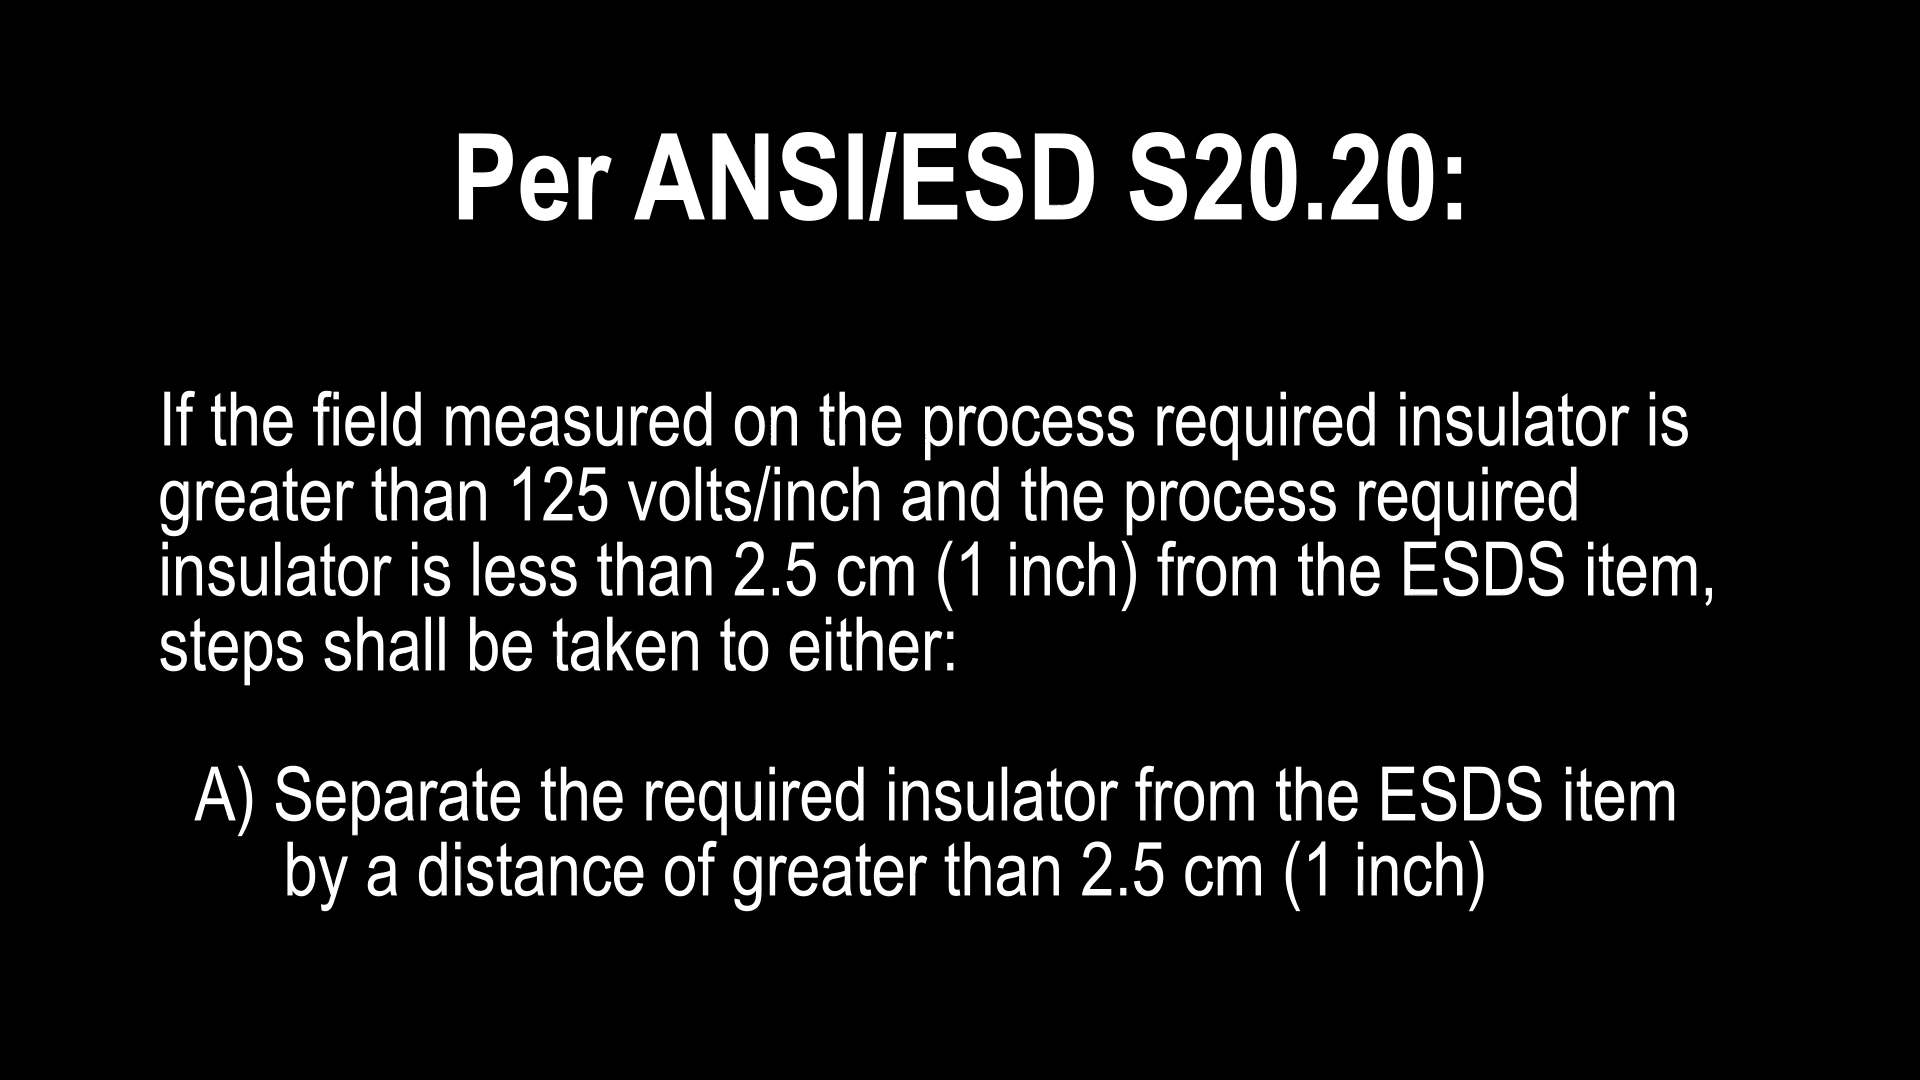 Per ANSI/ESD S20.20:
If the field measured on the process required insulator is
greater than 125 volts/inch and the process required
insulator is less than 2.5 cm (1 inch) from the ESDS item,
steps shall be taken to either:
A) Separate the required insulator from the ESDS item
by a distance of greater than 2.5 cm (1 inch)